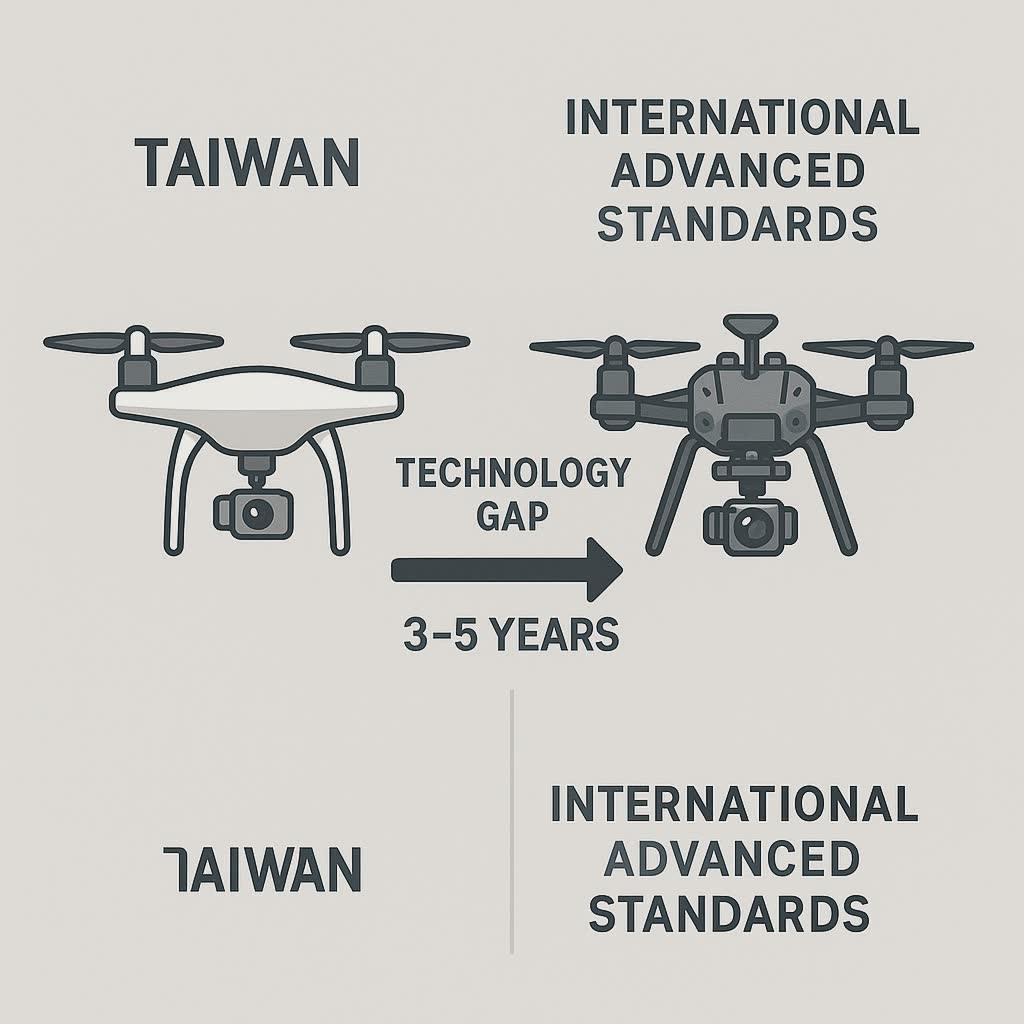 TAIWAN
INTERNATIONAL
ADVANCED
STANDARDS
TECHNOLOGY
GAP
3–5 YEARS
TAIWAN
INTERNATIONAL
ADVANCED
STANDARDS